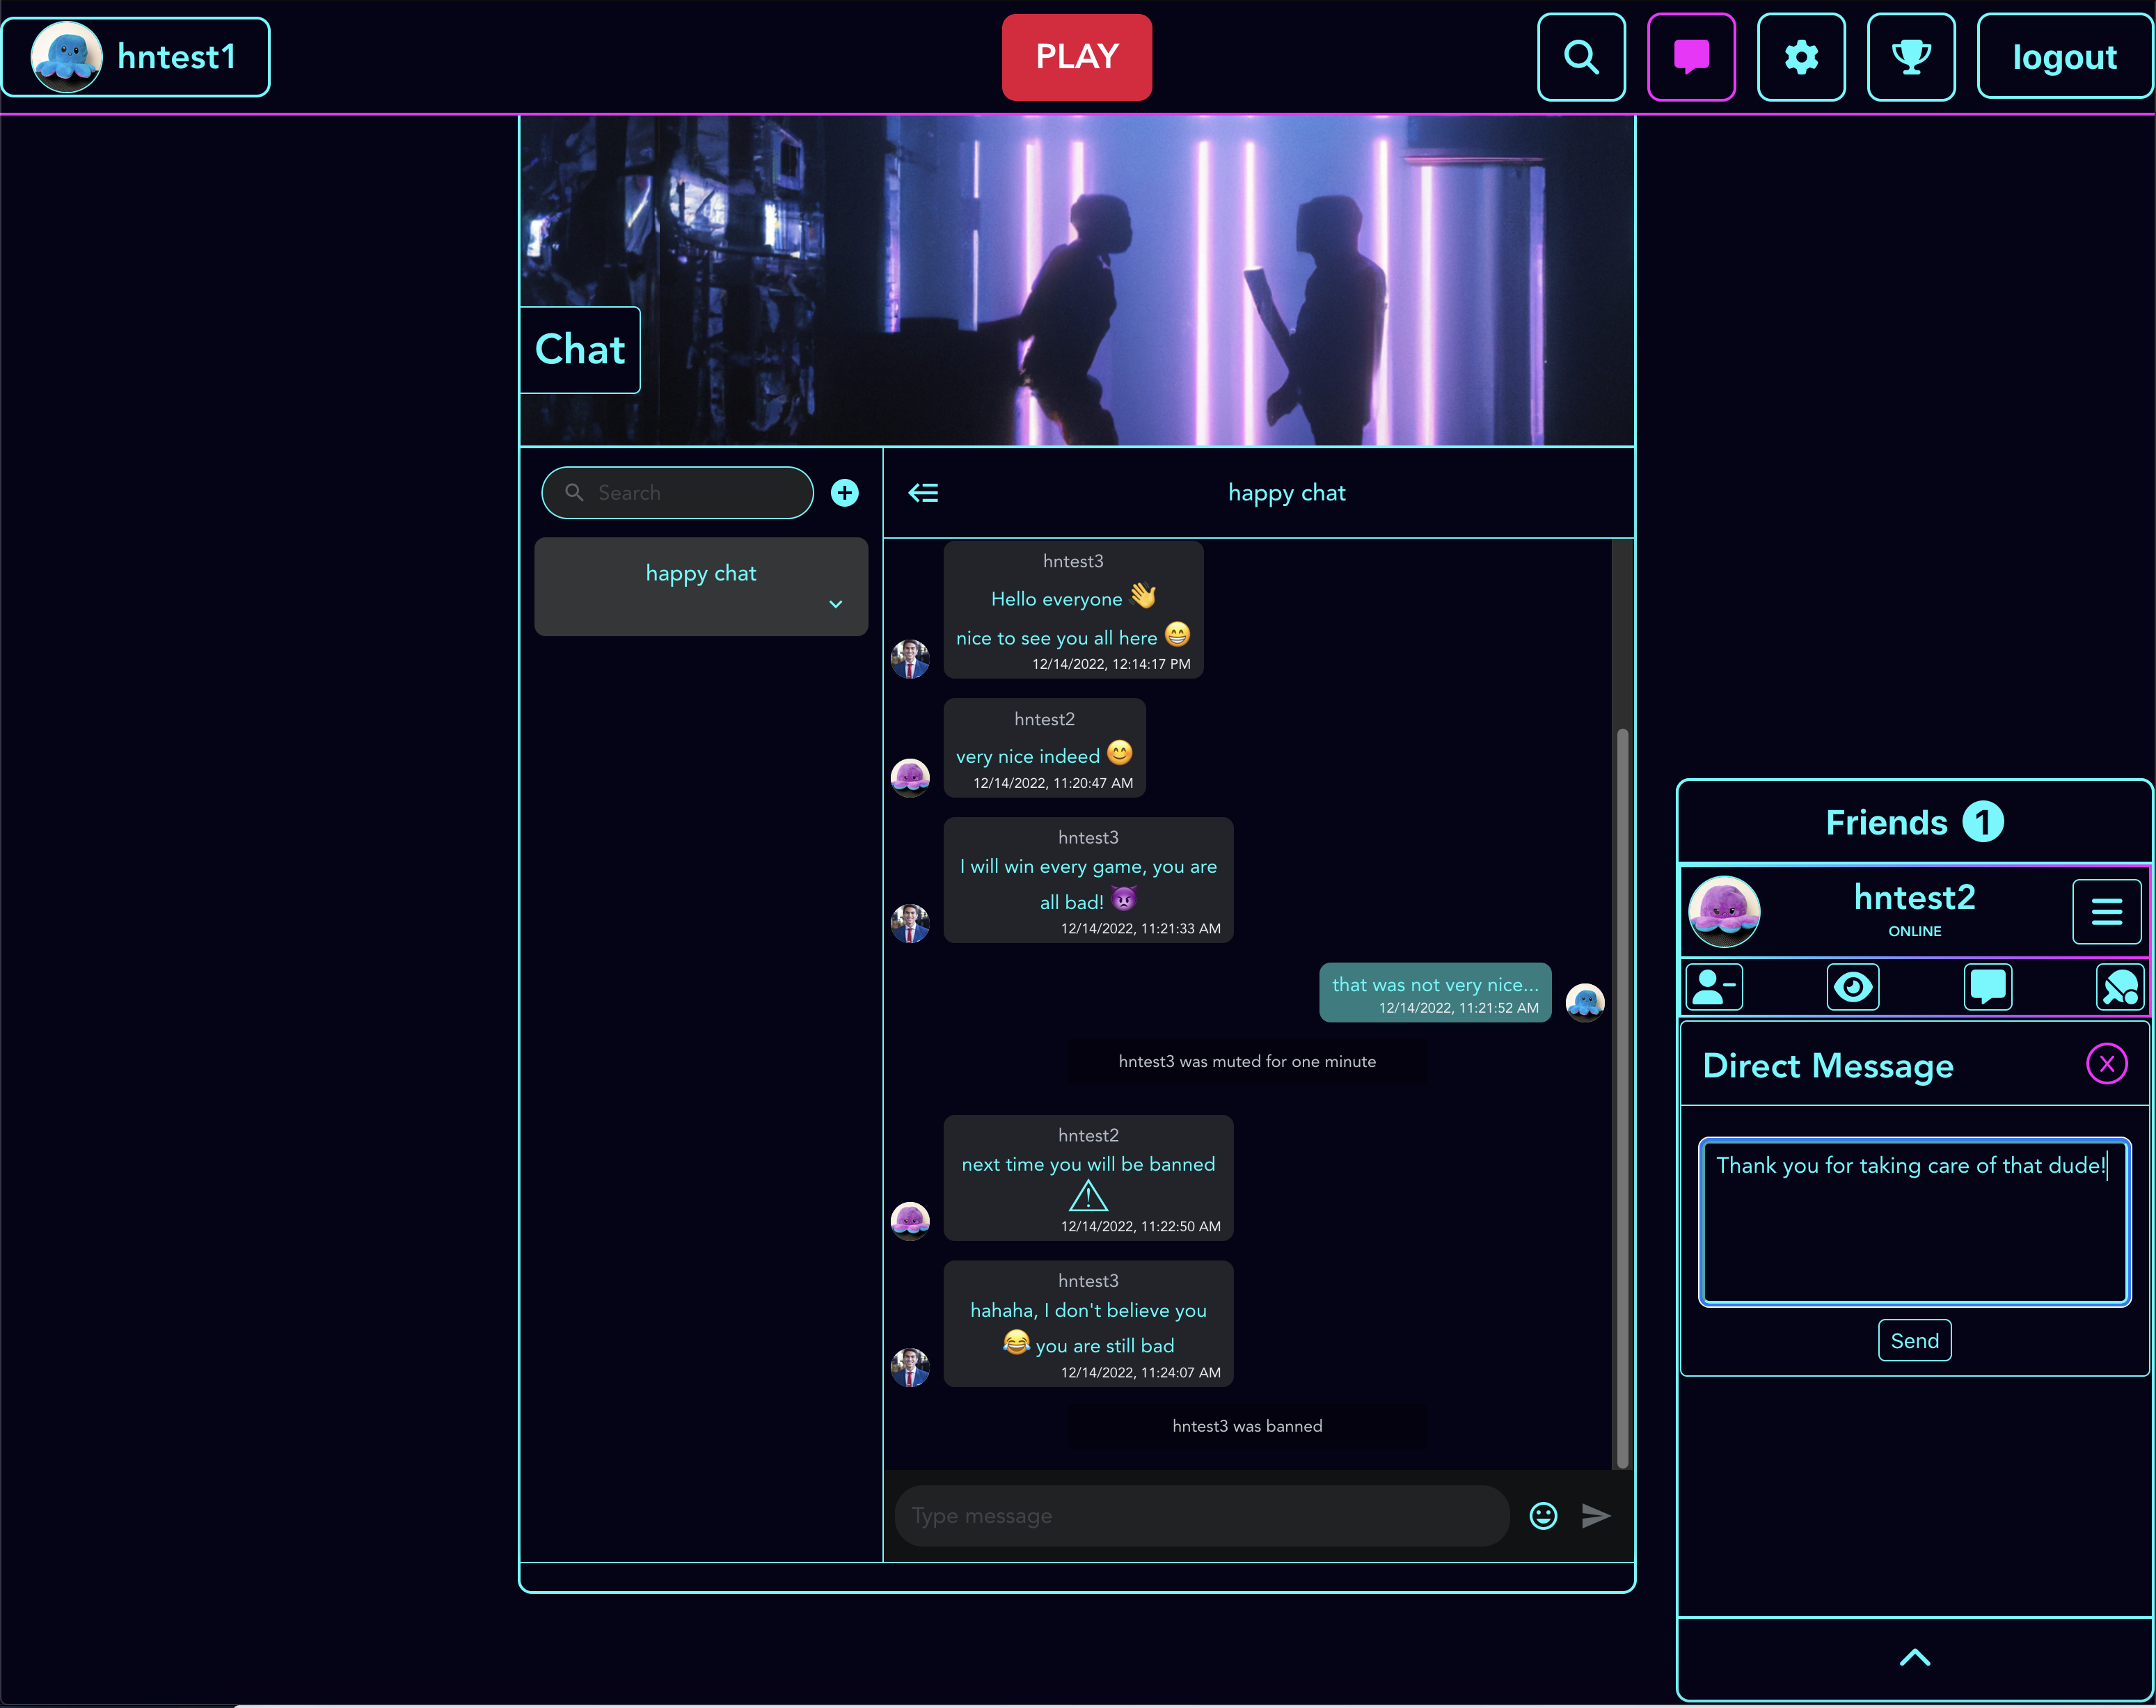 hntest1
PLAY
logout
Chat
Search
happy chat
happy chat
hntest3
Hello everyone 👋
nice to see you all here 😁
12/14/2022, 12:14:17 PM
hntest2
very nice indeed 😊
12/14/2022, 11:20:47 AM
hntest3
I will win every game, you are
all bad! 👿
12/14/2022, 11:21:33 AM
that was not very nice...
12/14/2022, 11:21:52 AM
hntest3 was muted for one minute
hntest2
next time you will be banned
⚠
12/14/2022, 11:22:50 AM
hntest3
hahaha, I don't believe you
😂 you are still bad
12/14/2022, 11:24:07 AM
hntest3 was banned
Type message
Friends 1
hntest2
ONLINE
Direct Message
X
Thank you for taking care of that dude!
Send